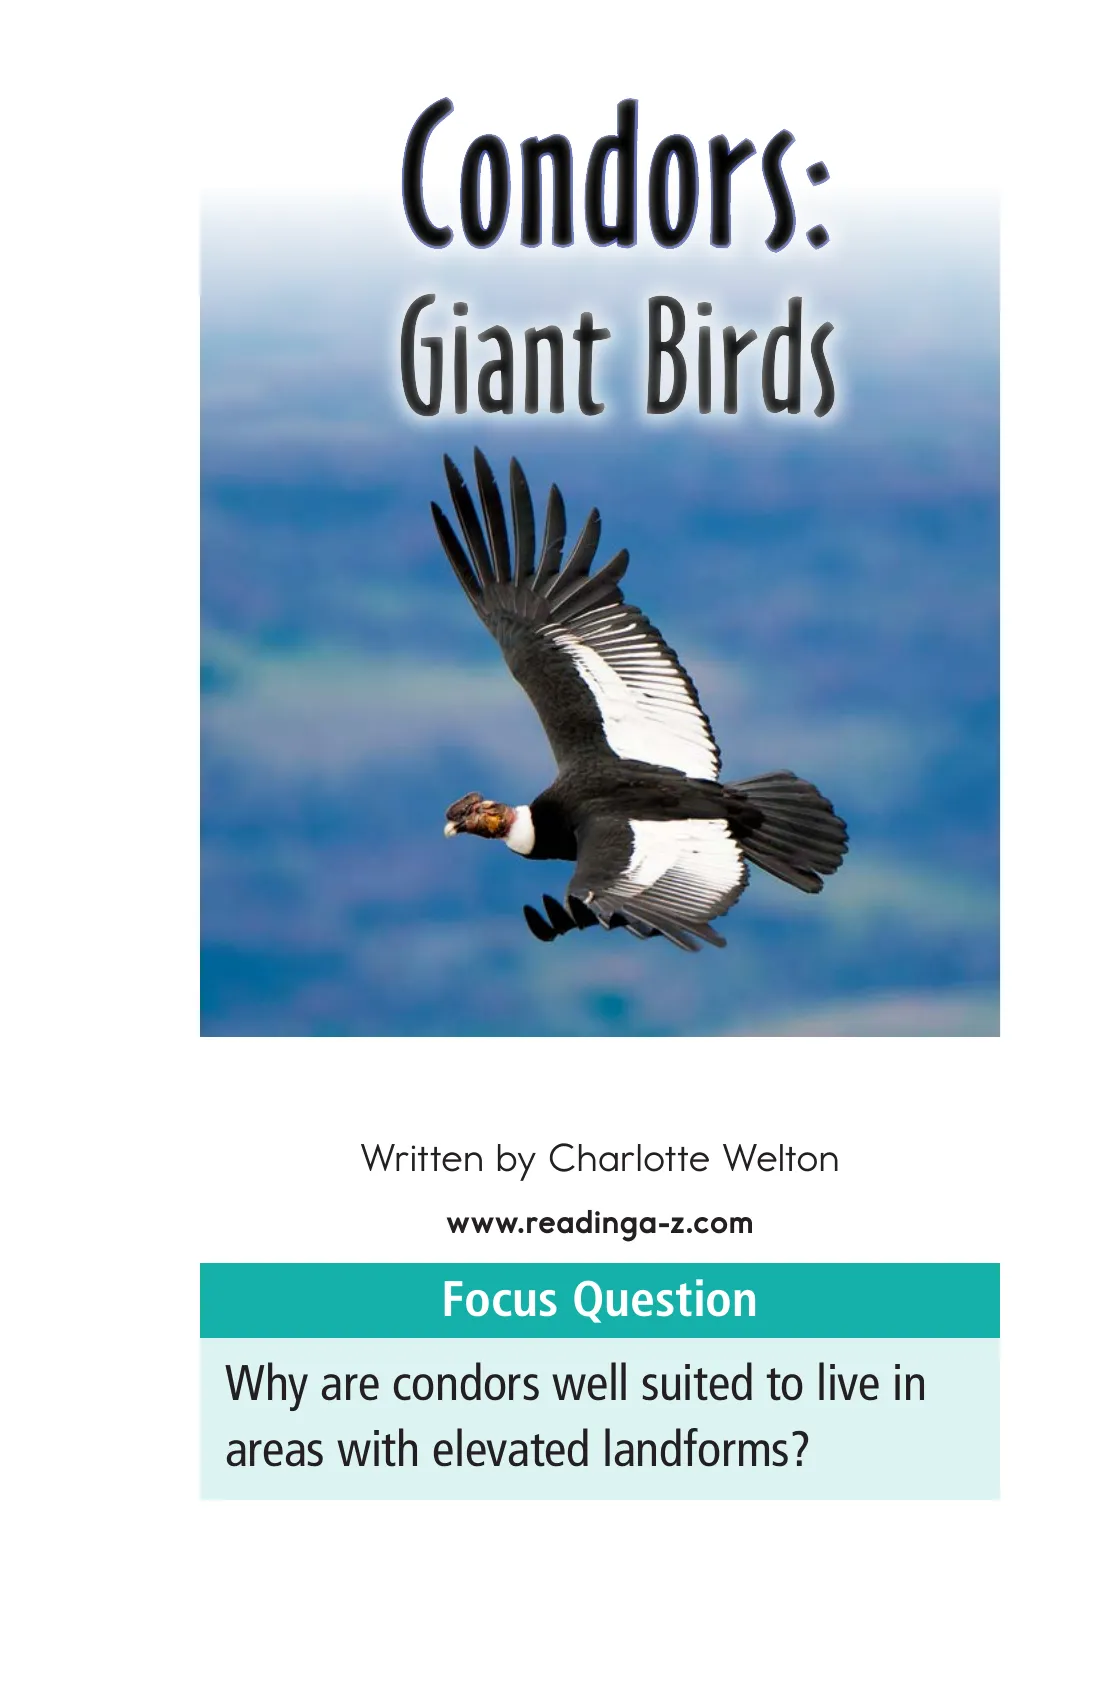 Condors:
Giant Birds
Written by Charlotte Welton
www.readinga-z.com
Focus Question
Why are condors well suited to live in
areas with elevated landforms?